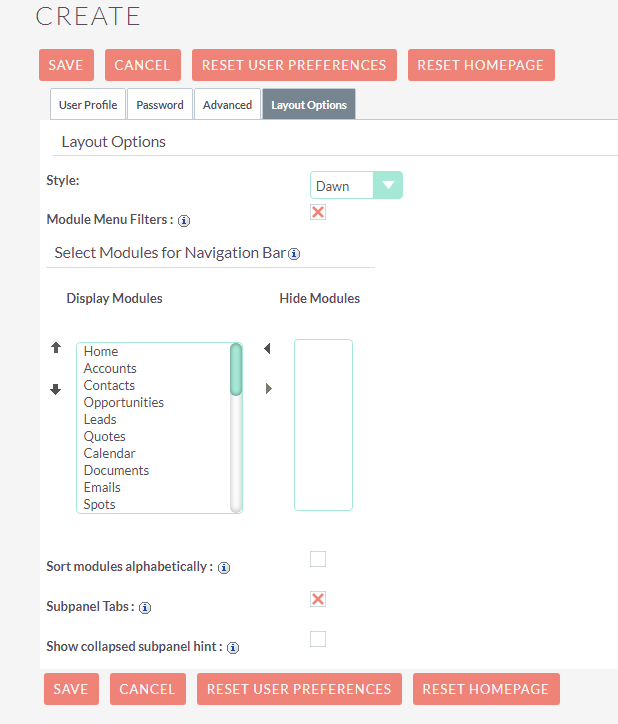 CREATE
SAVE CANCEL RESET USER PREFERENCES RESET HOMEPAGE
User Profile Password Advanced Layout Options
Layout Options
Style: Dawn
Module Menu Filters :
Select Modules for Navigation Bar
Display Modules Hide Modules
Home
Accounts
Contacts
Opportunities
Leads
Quotes
Calendar
Documents
Emails
Spots
Sort modules alphabetically :
Subpanel Tabs :
Show collapsed subpanel hint :
SAVE CANCEL RESET USER PREFERENCES RESET HOMEPAGE